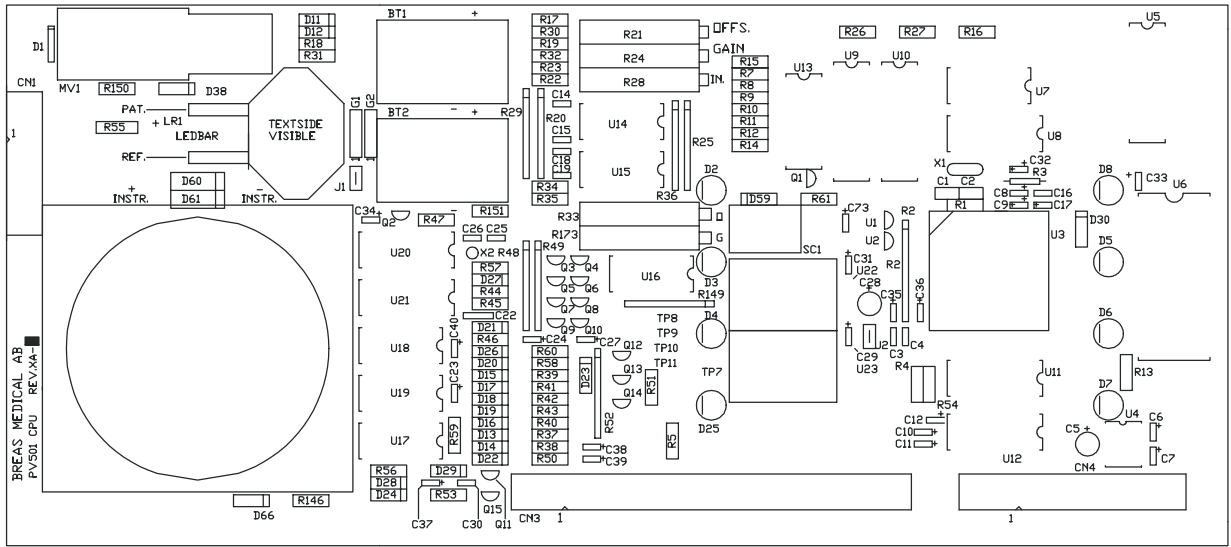 D11
D12
R18
R31
D1
CN1
MV1
R150
D38
PAT.
+ LR1
R55
LEDBAR
REF.
TEXTSIDE
VISIBLE
D60
D61
+
INSTR.
−
INSTR.
1
G1
G2
J1
BT1
+
BT2
−
+
−
R17
R30
R19
R32
R23
R22
R29
R20
C14
C15
C18
C19
R34
R35
R21
R24
R28
OFFS.
GAIN
IN.
U14
U15
R25
R36
R33
R173
G
R15
R7
R8
R9
R10
R11
R12
R14
U13
Q1
D2
D59
R61
SC1
D3
D4
TP7
D25
R26
R27
R16
U9
U10
U5
U7
U8
X1
C1
C2
R1
C32
R3
C8
C9
C16
C17
D8
C33
U6
U3
D30
D5
D6
D7
R13
U4
C5
C6
C7
CN4
C73
U1
U2
R2
R2
C31
U22
C28
C35
C36
U2
C29
U23
C3
C4
R4
R54
U11
U12
C12
C10
C11
C34
Q2
R47
R151
C26
C25
X2
R48
R49
U20
U21
U18
U19
U17
C40
C23
R59
R57
D27
R44
R45
C22
D21
R46
D26
D20
D15
D17
D18
D19
D16
D13
D14
D22
Q3
Q4
Q5
Q6
Q7
Q8
Q9
Q10
C24
C27
R60
R58
R39
R41
R42
R43
R40
R37
R38
R50
D23
R52
C38
C39
U16
R149
TP8
TP9
TP10
TP11
Q12
Q13
Q14
R51
R5
R56
D28
D24
D29
R53
C37
C30
Q15
Q11
CN3
1
1
D66
R146
BREAS MEDICAL AB
PV501 CPU REV.XA-